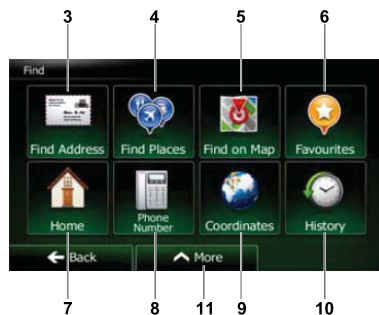 3 4 5 6
Find
Find Address Find Places Find on Map Favourites
Home Phone Number Coordinates History
Back More
7 8 11 9 10